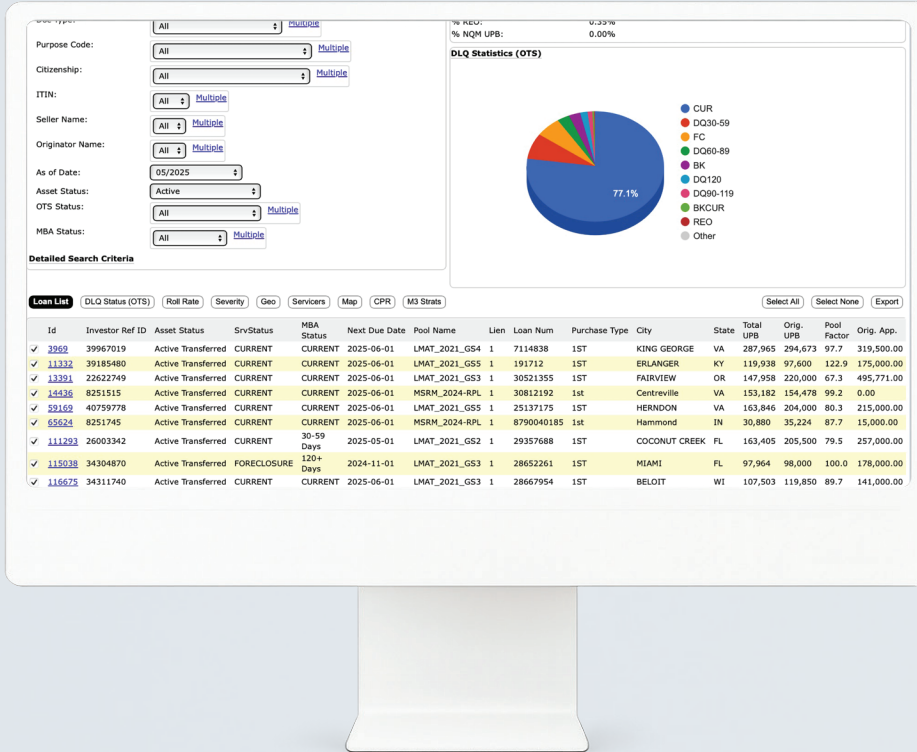 All Multiple
Purpose Code: All Multiple
Citizenship: All Multiple
ITIN: All Multiple
Seller Name: All Multiple
Originator Name: All Multiple
As of Date: 05/2025
Asset Status: Active
OTS Status: All Multiple
MBA Status: All Multiple
Detailed Search Criteria
% REO: 0.35%
% NQM UPB: 0.00%
DLQ Statistics (OTS)
77.1%
CUR
DQ30-59
FC
DQ60-89
BK
DQ120
DQ90-119
BKCUR
REO
Other
Loan List DLQ Status (OTS) Roll Rate Severity Geo Servicers Map CPR M3 Strats Select All Select None Export
Id Investor Ref ID Asset Status SrvStatus MBA Status Next Due Date Pool Name Lien Loan Num Purchase Type City State Total UPB Orig. UPB Pool Factor Orig. App.
3969 39967019 Active Transferred CURRENT CURRENT 2025-06-01 LMAT_2021_GS4 1 7114838 1ST KING GEORGE VA 287,965 294,673 97.7 319,500.00
11332 39185480 Active Transferred CURRENT CURRENT 2025-06-01 LMAT_2021_GS5 1 191712 1ST ERLANGER KY 119,938 97,600 122.9 175,000.00
13391 22622749 Active Transferred CURRENT CURRENT 2025-06-01 LMAT_2021_GS3 1 30521355 1ST FAIRVIEW OR 147,958 220,000 67.3 495,771.00
14436 8251515 Active Transferred CURRENT CURRENT 2025-06-01 MSRM_2024-RPL 1 30812192 1st Centreville VA 153,182 154,478 99.2 0.00
59169 40759778 Active Transferred CURRENT CURRENT 2025-06-01 LMAT_2021_GS5 1 25137175 1ST HERNDON VA 163,846 204,000 80.3 215,000.00
65624 8251745 Active Transferred CURRENT CURRENT 2025-06-01 MSRM_2024-RPL 1 8790040185 1st Hammond IN 30,880 35,224 87.7 15,000.00
111293 26003342 Active Transferred CURRENT 30-59 Days 2025-05-01 LMAT_2021_GS2 1 29357688 1ST COCONUT CREEK FL 163,405 205,500 79.5 257,000.00
115038 34304870 Active Transferred FORECLOSURE 120+ Days 2024-11-01 LMAT_2021_GS3 1 28652261 1ST MIAMI FL 97,964 98,000 100.0 178,000.00
116675 34311740 Active Transferred CURRENT CURRENT 2025-06-01 LMAT_2021_GS3 1 28667954 1ST BELOIT WI 107,503 119,850 89.7 141,000.00